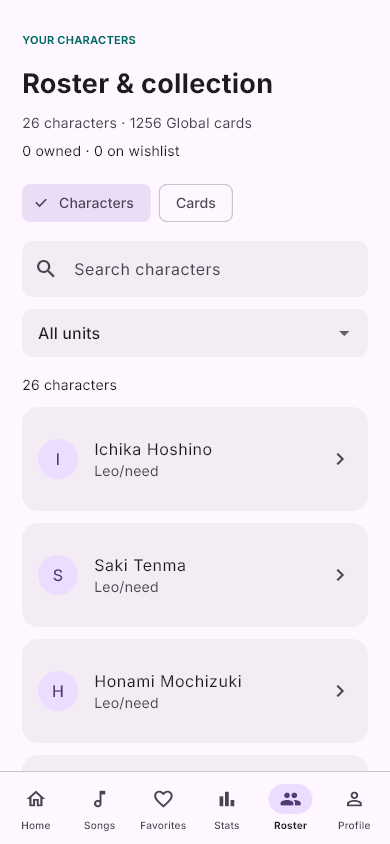 YOUR CHARACTERS
Roster & collection
26 characters · 1256 Global cards
0 owned · 0 on wishlist
Characters
Cards
Search characters
All units
26 characters
I
Ichika Hoshino
Leo/need
S
Saki Tenma
Leo/need
H
Honami Mochizuki
Leo/need
Home
Songs
Favorites
Stats
Roster
Profile